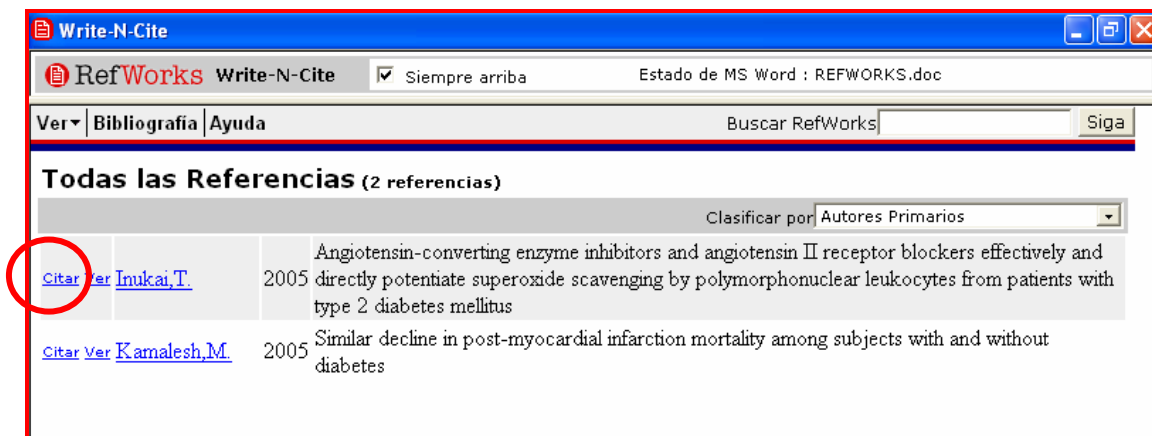 Write-N-Cite
RefWorks Write-N-Cite Siempre arriba Estado de MS Word : REFWORKS.doc
Ver Bibliografía Ayuda Buscar RefWorks Siga
Todas las Referencias (2 referencias)
Clasificar por Autores Primarios
Citar Ver Inukai,T. 2005 Angiotensin-converting enzyme inhibitors and angiotensin II receptor blockers effectively and
directly potentiate superoxide scavenging by polymorphonuclear leukocytes from patients with
type 2 diabetes mellitus
Citar Ver Kamalesh,M. 2005 Similar decline in post-myocardial infarction mortality among subjects with and without
diabetes